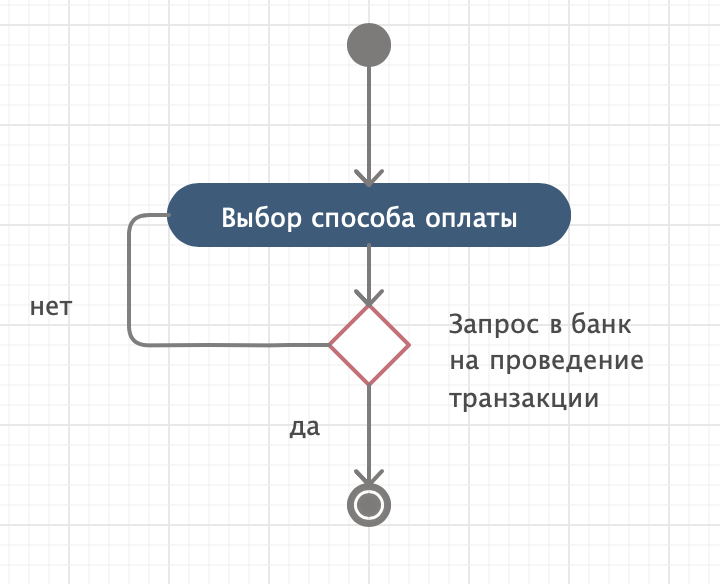 Выбор способа оплаты
нет
Запрос в банк
на проведение
транзакции
да